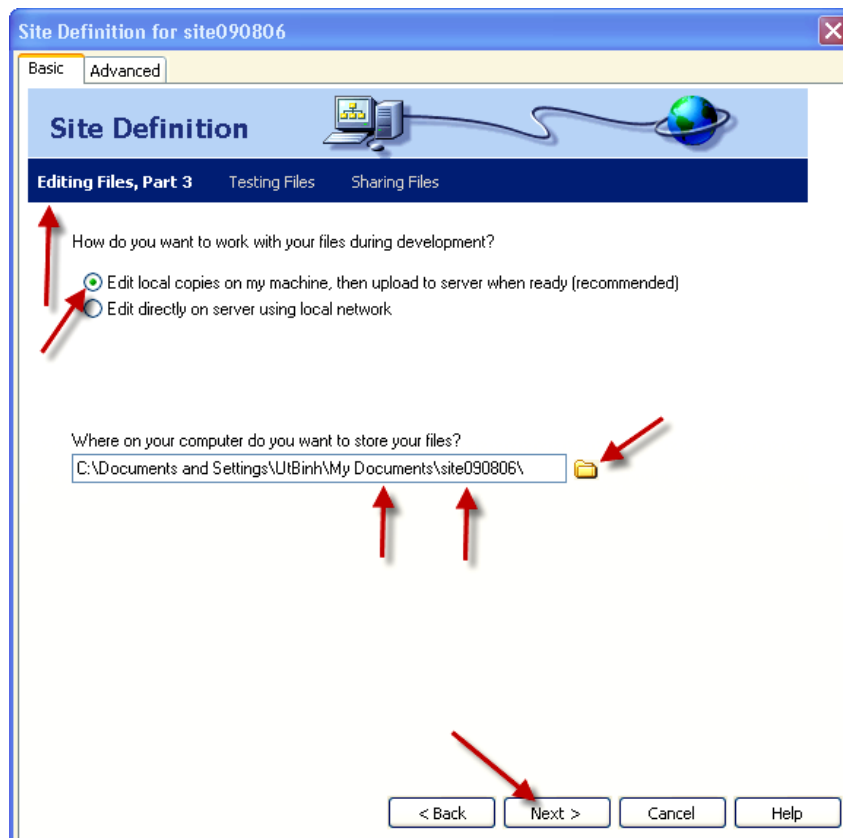 Site Definition for site090806
Basic Advanced
Site Definition
Editing Files, Part 3 Testing Files Sharing Files
How do you want to work with your files during development?
Edit local copies on my machine, then upload to server when ready (recommended)
Edit directly on server using local network
Where on your computer do you want to store your files?
C:\Documents and Settings\UtBinh\My Documents\site090806\
< Back Next > Cancel Help